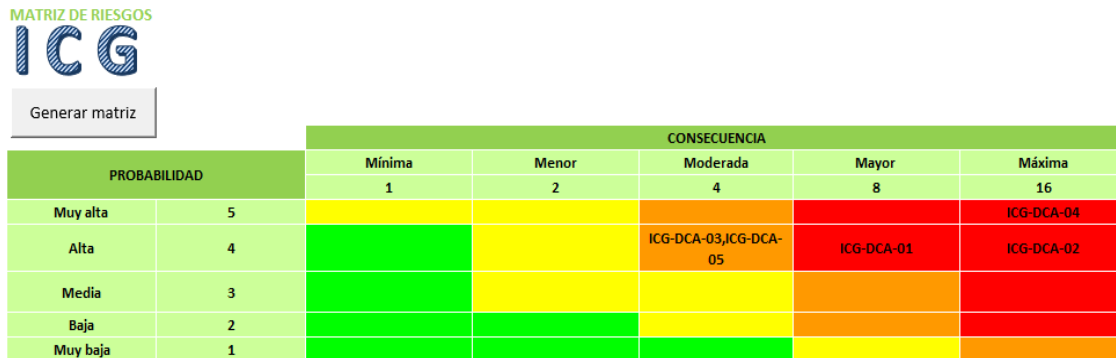 MATRIZ DE RIESGOS
ICG
Generar matriz
CONSECUENCIA
PROBABILIDAD
Mínima Menor Moderada Mayor Máxima
1 2 4 8 16
Muy alta 5 ICG-DCA-04
Alta 4 ICG-DCA-03,ICG-DCA-
05 ICG-DCA-01 ICG-DCA-02
Media 3
Baja 2
Muy baja 1